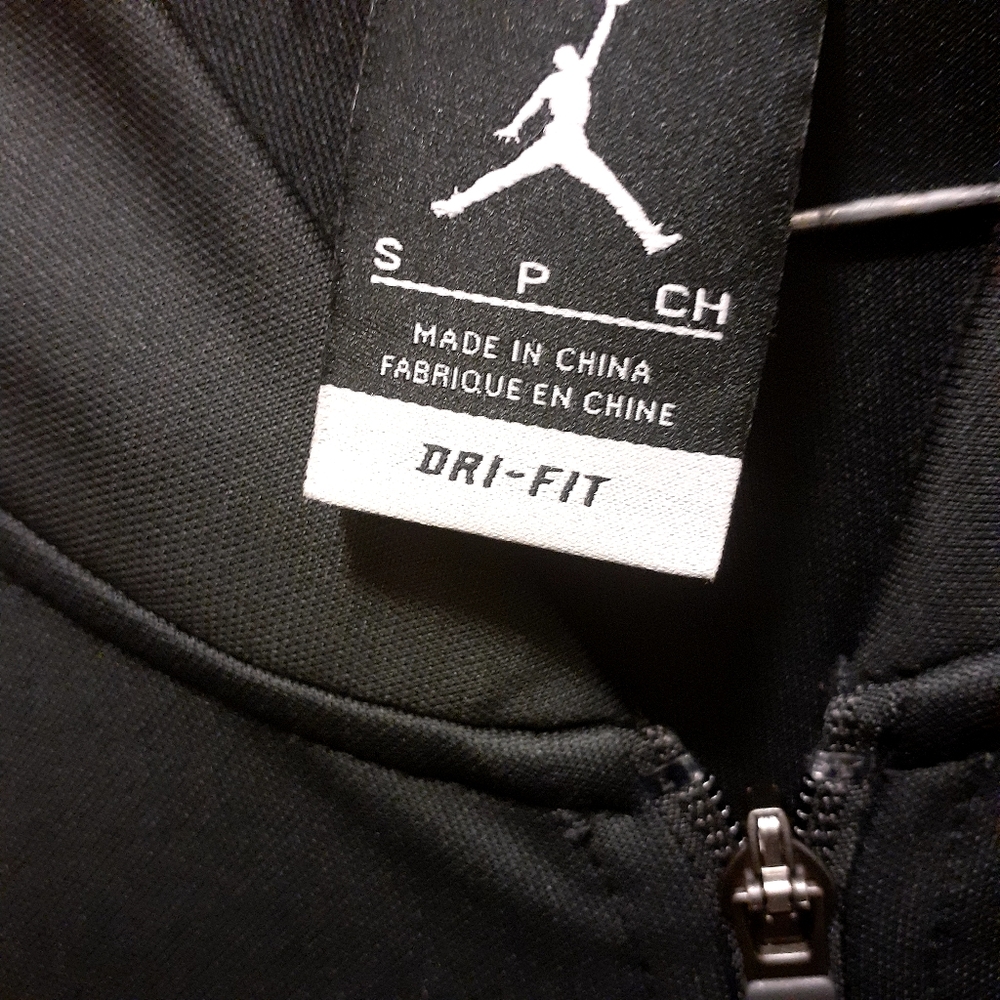 S P CH
MADE IN CHINA
FABRIQUE EN CHINE
DRI-FIT